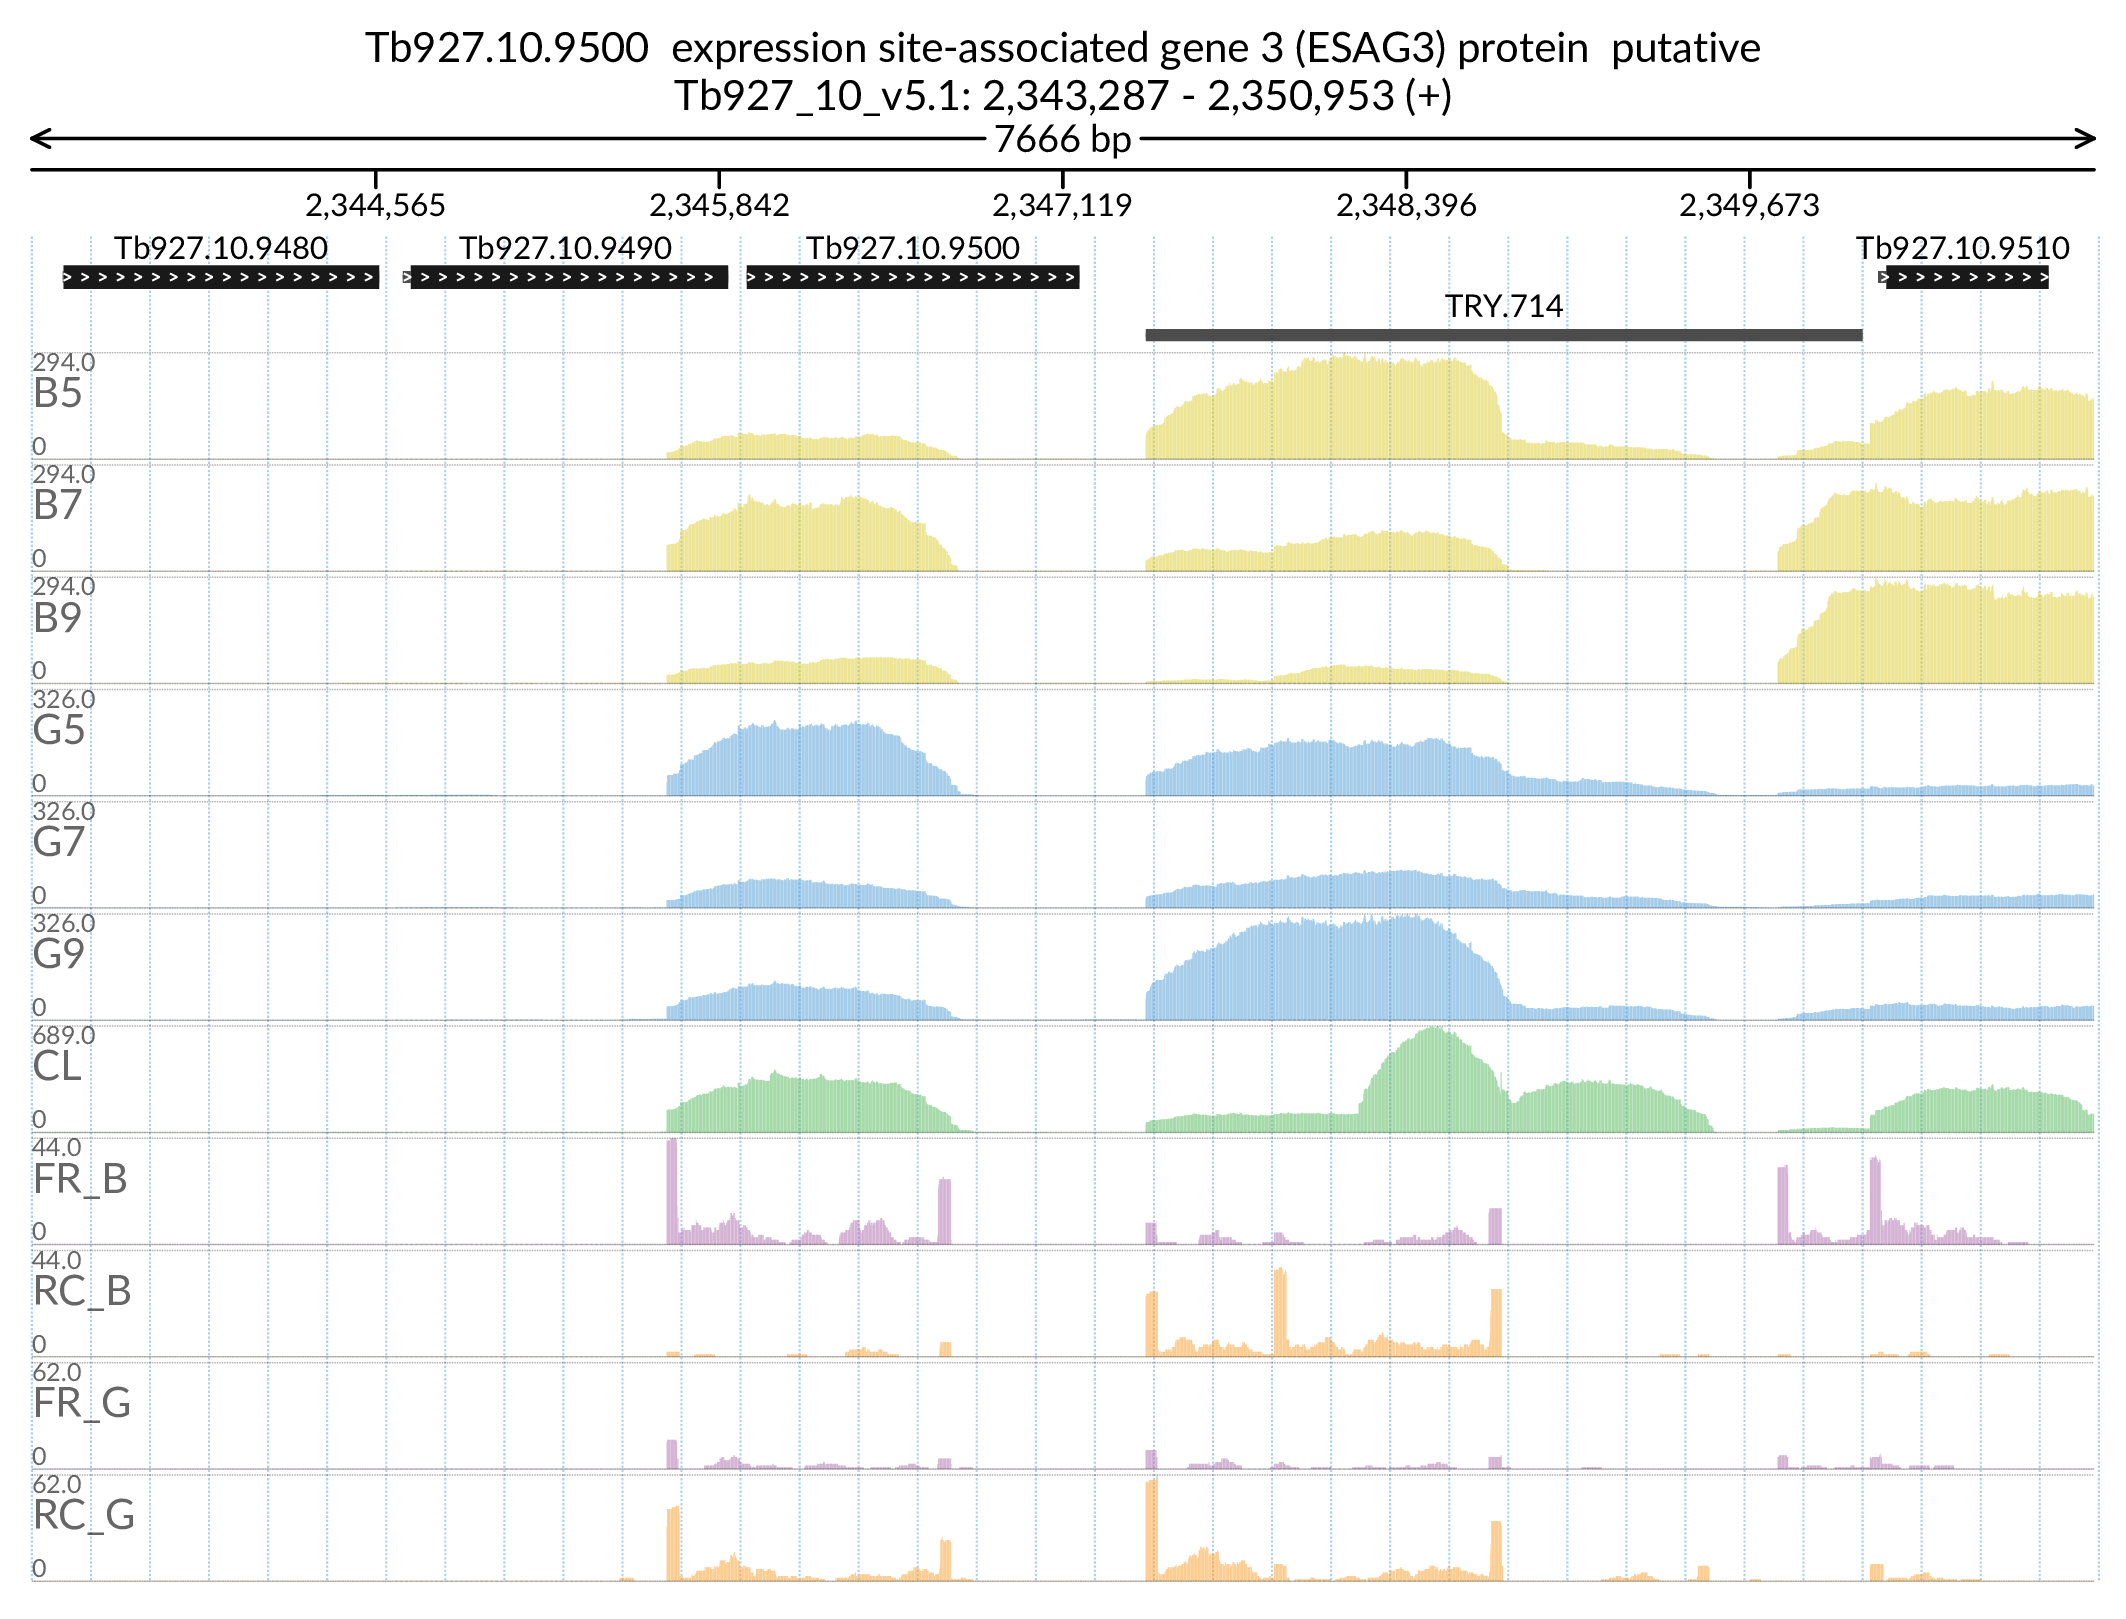 Tb927.10.9500  expression site-associated gene 3 (ESAG3) protein  putative
Tb927_10_v5.1: 2,343,287 - 2,350,953 (+)
7666 bp
2,344,565 2,345,842 2,347,119 2,348,396 2,349,673
Tb927.10.9480 Tb927.10.9490 Tb927.10.9500 Tb927.10.9510
TRY.714
294.0
B5
0
294.0
B7
0
294.0
B9
0
326.0
G5
0
326.0
G7
0
326.0
G9
0
689.0
CL
0
44.0
FR_B
0
44.0
RC_B
0
62.0
FR_G
0
62.0
RC_G
0